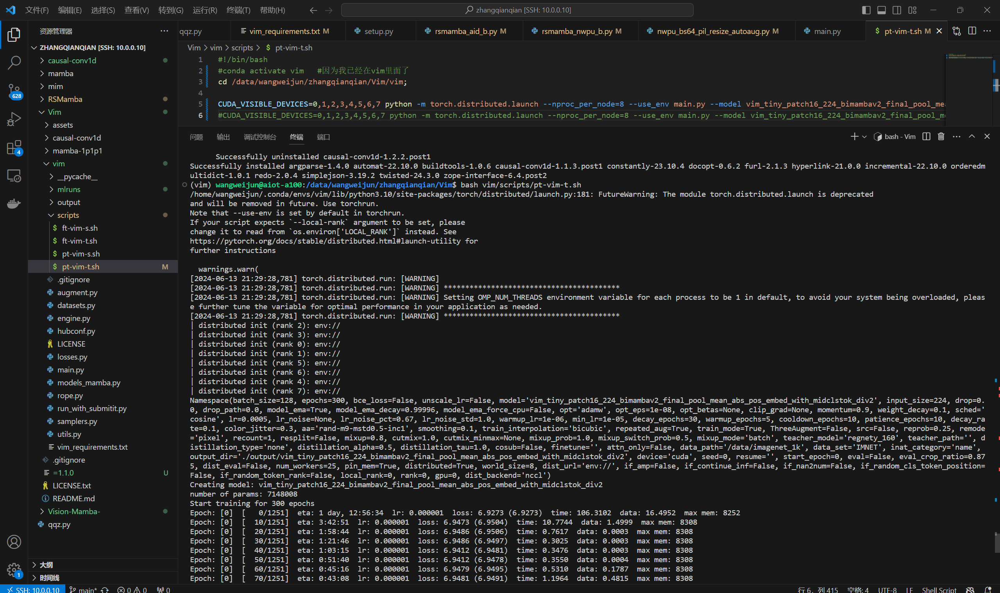 文件(F) 编辑(E) 选择(S) 查看(V) 转到(G) 运行(R) 终端(T) 帮助(H) zhangqianqian [SSH: 10.0.0.10]
资源管理器
qqz.py vim_requirements.txt M setup.py rsmamba_aid_b.py M rsmamba_nwpu_b.py M nwpu_bs64_pil_resize_autoaug.py M main.py pt-vim-t.sh M
ZHANGQIANQIAN [SSH: 10.0.0.10]
causal-conv1d
mamba
mim
RSMamba
Vim
assets
causal-conv1d
mamba-1p1p1
vim
__pycache__
mlruns
output
scripts
ft-vim-s.sh
ft-vim-t.sh
pt-vim-s.sh
pt-vim-t.sh M
.gitignore
augment.py
datasets.py
engine.py
hubconf.py
LICENSE
losses.py
main.py
models_mamba.py
rope.py
run_with_submitit.py
samplers.py
utils.py
vim_requirements.txt
.gitignore
=1.1.0 U
LICENSE.txt
README.md
Vision-Mamba-
qqz.py
大纲
时间线
628
4
1
Vim > vim > scripts > $ pt-vim-t.sh
1 #!/bin/bash
2 #conda activate vim   #因为我已经在vim里面了
3 cd /data/wangweijun/zhangqianqian/Vim/vim;
4
5 CUDA_VISIBLE_DEVICES=0,1,2,3,4,5,6,7 python -m torch.distributed.launch --nproc_per_node=8 --use_env main.py --model vim_tiny_patch16_224_bimambav2_final_pool_mea
6 #CUDA_VISIBLE_DEVICES=0,1,2,3,4,5,6,7 python -m torch.distributed.launch --nproc_per_node=8 --use_env main.py --model vim_tiny_patch16_224_bimambav2_final_pool_m
问题 输出 调试控制台 终端 端口 bash - Vim
Successfully uninstalled causal-conv1d-1.2.2.post1
Successfully installed argparse-1.4.0 automat-22.10.0 buildtools-1.0.6 causal-conv1d-1.1.3.post1 constantly-23.10.4 docopt-0.6.2 furl-2.1.3 hyperlink-21.0.0 incremental-22.10.0 orderedm
ultidict-1.0.1 redo-2.0.4 simplejson-3.19.2 twisted-24.3.0 zope-interface-6.4.post2
(vim) wangweijun@aiot-a100:/data/wangweijun/zhangqianqian/Vim$ bash vim/scripts/pt-vim-t.sh
/home/wangweijun/.conda/envs/vim/lib/python3.10/site-packages/torch/distributed/launch.py:181: FutureWarning: The module torch.distributed.launch is deprecated
and will be removed in future. Use torchrun.
Note that --use-env is set by default in torchrun.
If your script expects `--local-rank` argument to be set, please
change it to read from `os.environ['LOCAL_RANK']` instead. See
https://pytorch.org/docs/stable/distributed.html#launch-utility for
further instructions
warnings.warn(
[2024-06-13 21:29:28,781] torch.distributed.run: [WARNING]
[2024-06-13 21:29:28,781] torch.distributed.run: [WARNING] *****************************************
[2024-06-13 21:29:28,781] torch.distributed.run: [WARNING] Setting OMP_NUM_THREADS environment variable for each process to be 1 in default, to avoid your system being overloaded, pleas
e further tune the variable for optimal performance in your application as needed.
[2024-06-13 21:29:28,781] torch.distributed.run: [WARNING] *****************************************
| distributed init (rank 2): env://
| distributed init (rank 3): env://
| distributed init (rank 0): env://
| distributed init (rank 1): env://
| distributed init (rank 5): env://
| distributed init (rank 6): env://
| distributed init (rank 4): env://
| distributed init (rank 7): env://
Namespace(batch_size=128, epochs=300, bce_loss=False, unscale_lr=False, model='vim_tiny_patch16_224_bimambav2_final_pool_mean_abs_pos_embed_with_midclstok_div2', input_size=224, drop=0.
0, drop_path=0.0, model_ema=True, model_ema_decay=0.99996, model_ema_force_cpu=False, opt='adamw', opt_eps=1e-08, opt_betas=None, clip_grad=None, momentum=0.9, weight_decay=0.1, sched='
cosine', lr=0.0005, lr_noise=None, lr_noise_pct=0.67, lr_noise_std=1.0, warmup_lr=1e-06, min_lr=1e-05, decay_epochs=30, warmup_epochs=5, cooldown_epochs=10, patience_epochs=10, decay_ra
te=0.1, color_jitter=0.3, aa='rand-m9-mstd0.5-inc1', smoothing=0.1, train_interpolation='bicubic', repeated_aug=True, train_mode=True, ThreeAugment=False, src=False, reprob=0.25, remode
='pixel', recount=1, resplit=False, mixup=0.8, cutmix=1.0, cutmix_minmax=None, mixup_prob=1.0, mixup_switch_prob=0.5, mixup_mode='batch', teacher_model='regnety_160', teacher_path='', d
istillation_type='none', distillation_alpha=0.5, distillation_tau=1.0, cosub=False, finetune='', attn_only=False, data_path='/data/imagenet_1k', data_set='IMNET', inat_category='name',
output_dir='./output/vim_tiny_patch16_224_bimambav2_final_pool_mean_abs_pos_embed_with_midclstok_div2', device='cuda', seed=0, resume='', start_epoch=0, eval=False, eval_crop_ratio=0.87
5, dist_eval=False, num_workers=25, pin_mem=True, distributed=True, world_size=8, dist_url='env://', if_amp=False, if_continue_inf=False, if_nan2num=False, if_random_cls_token_position=
False, if_random_token_rank=False, local_rank=0, rank=0, gpu=0, dist_backend='nccl')
Creating model: vim_tiny_patch16_224_bimambav2_final_pool_mean_abs_pos_embed_with_midclstok_div2
number of params: 7148008
Start training for 300 epochs
Epoch: [0]  [   0/1251]  eta: 1 day, 12:56:34  lr: 0.000001  loss: 6.9273 (6.9273)  time: 106.3102  data: 16.4952  max mem: 8252
Epoch: [0]  [  10/1251]  eta: 3:42:51  lr: 0.000001  loss: 6.9473 (6.9504)  time: 10.7744  data: 1.4999  max mem: 8308
Epoch: [0]  [  20/1251]  eta: 1:58:44  lr: 0.000001  loss: 6.9486 (6.9506)  time: 0.7617  data: 0.0003  max mem: 8308
Epoch: [0]  [  30/1251]  eta: 1:21:46  lr: 0.000001  loss: 6.9486 (6.9497)  time: 0.3025  data: 0.0003  max mem: 8308
Epoch: [0]  [  40/1251]  eta: 1:03:15  lr: 0.000001  loss: 6.9412 (6.9481)  time: 0.3476  data: 0.0003  max mem: 8308
Epoch: [0]  [  50/1251]  eta: 0:51:40  lr: 0.000001  loss: 6.9412 (6.9478)  time: 0.3550  data: 0.0004  max mem: 8308
Epoch: [0]  [  60/1251]  eta: 0:45:16  lr: 0.000001  loss: 6.9479 (6.9495)  time: 0.5310  data: 0.1787  max mem: 8308
Epoch: [0]  [  70/1251]  eta: 0:43:08  lr: 0.000001  loss: 6.9481 (6.9491)  time: 1.1964  data: 0.4815  max mem: 8308
SSH: 10.0.0.10 main* 0 0 0 行 6，列 415 空格: 4 UTF-8 LF Shell Script